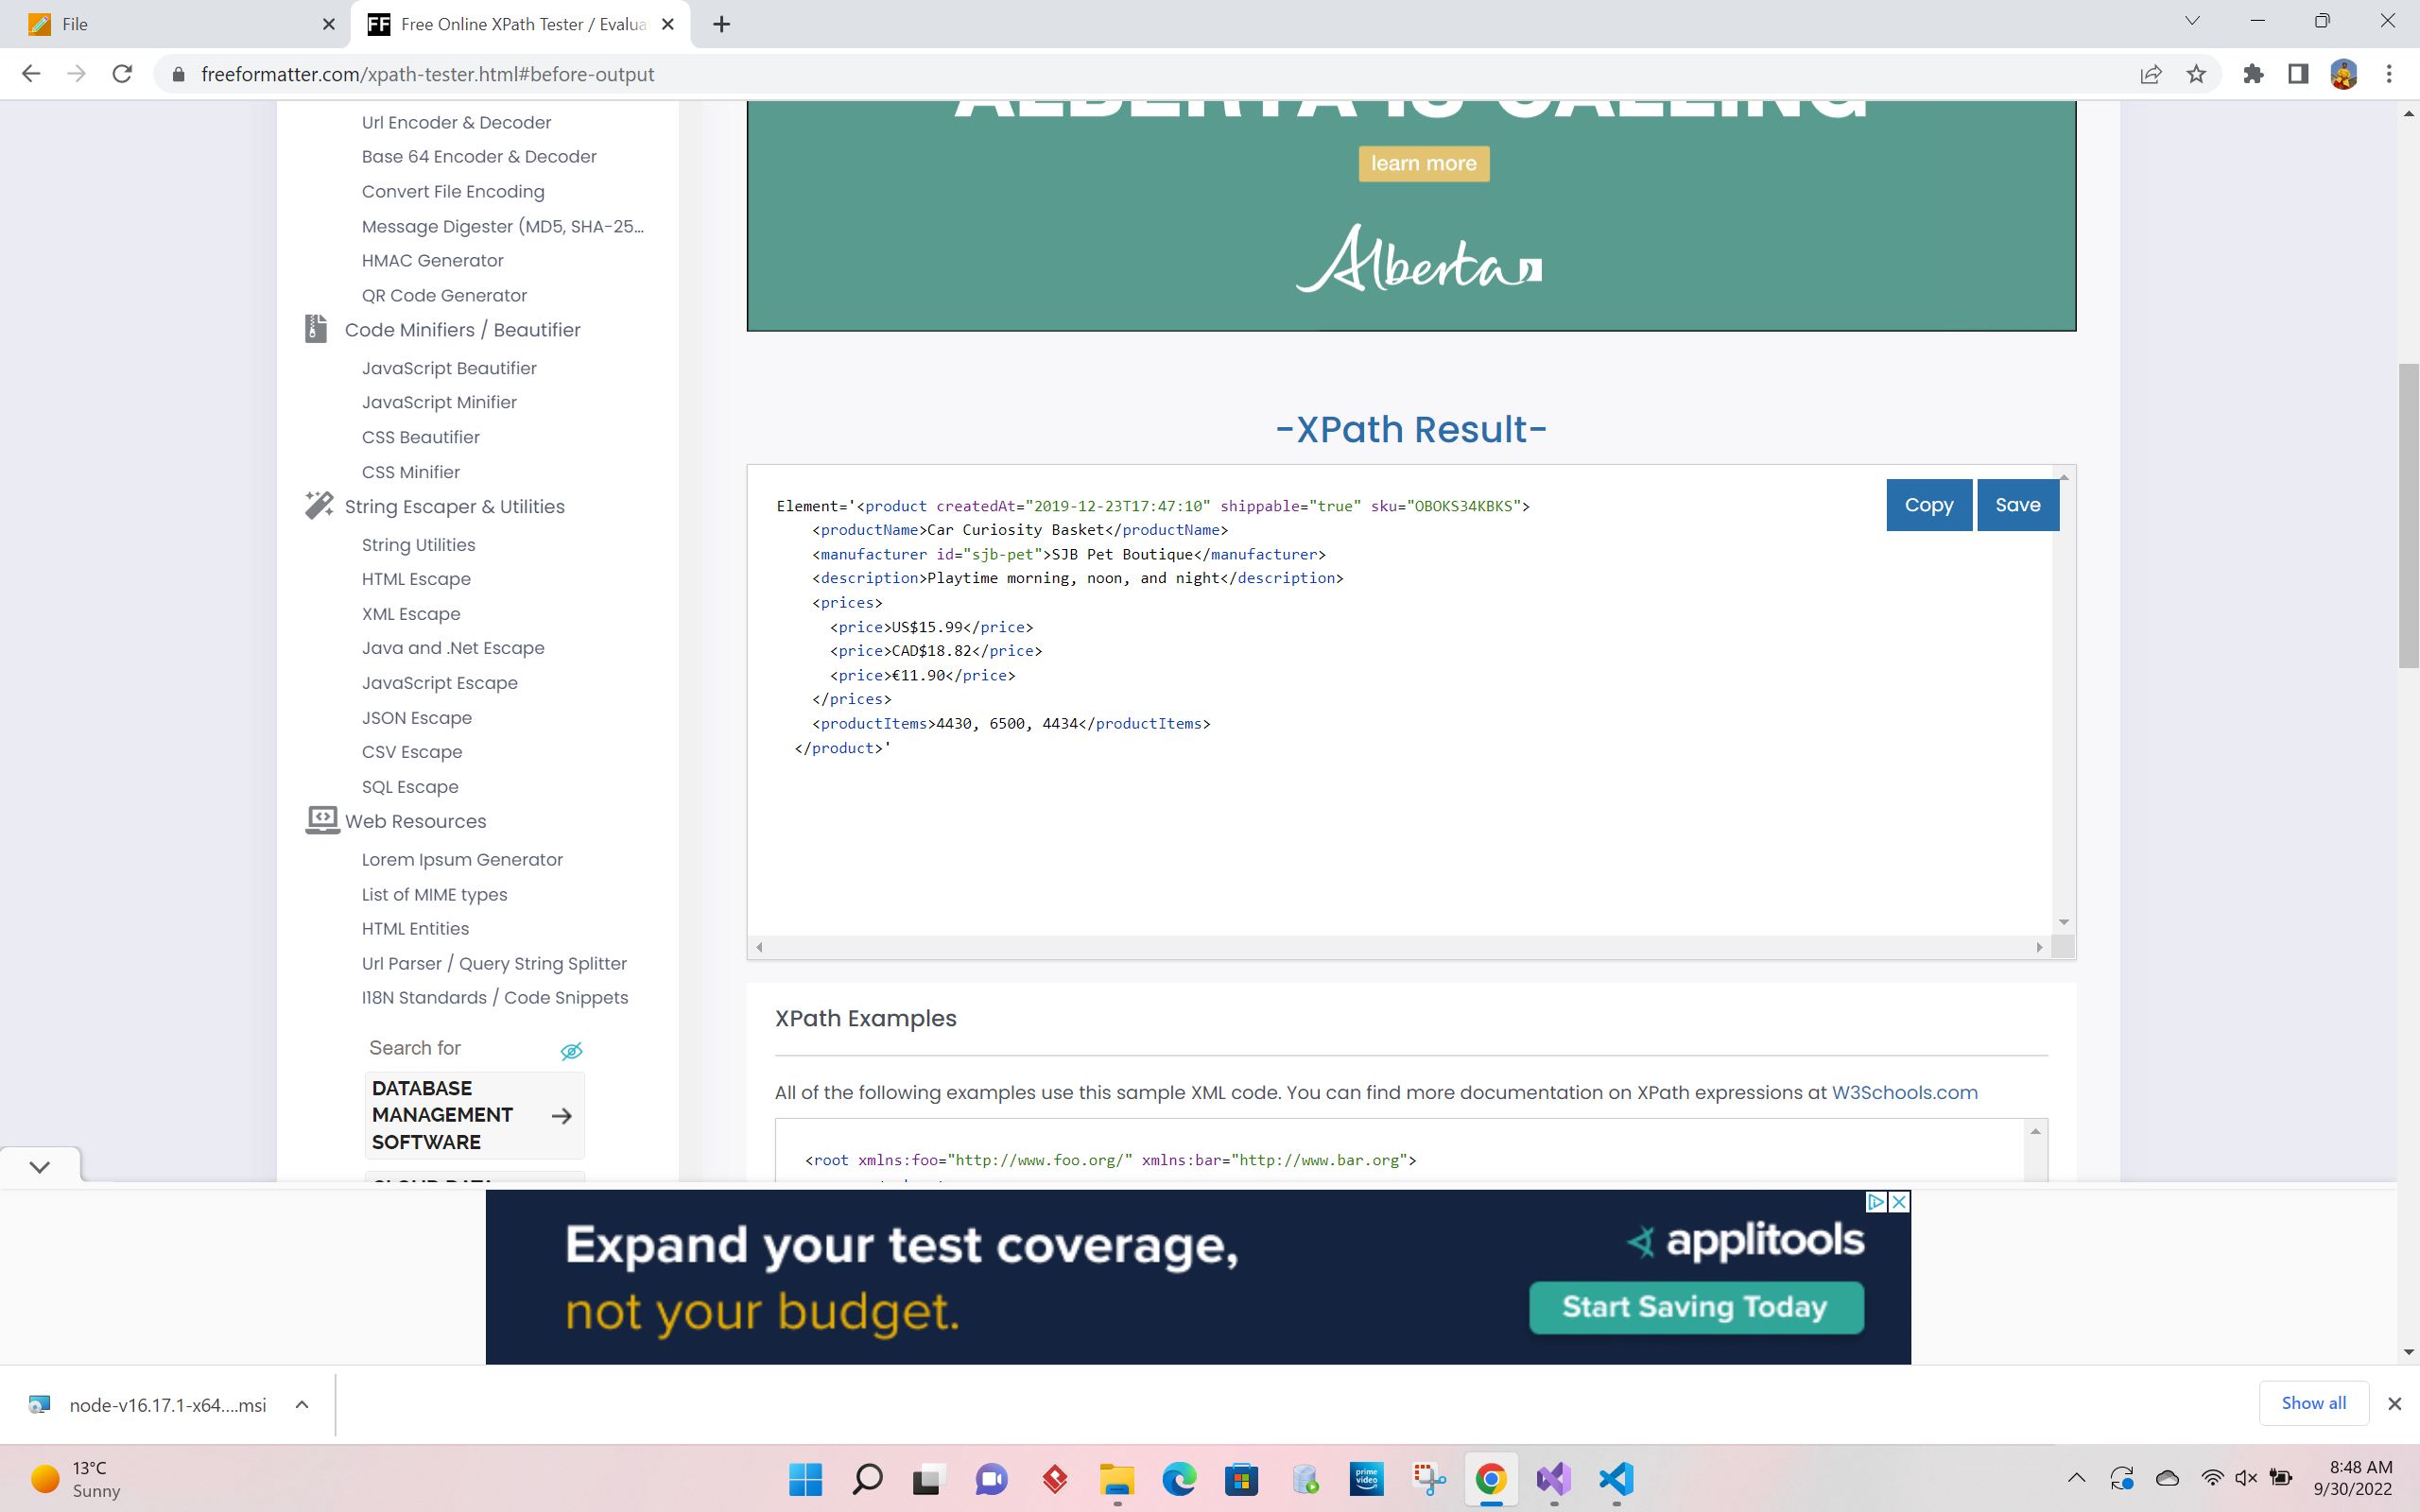 File
Free Online XPath Tester / Evalua
freeformatter.com/xpath-tester.html#before-output
Url Encoder & Decoder
Base 64 Encoder & Decoder
Convert File Encoding
Message Digester (MD5, SHA-25...
HMAC Generator
QR Code Generator
Code Minifiers / Beautifier
JavaScript Beautifier
JavaScript Minifier
CSS Beautifier
CSS Minifier
String Escaper & Utilities
String Utilities
HTML Escape
XML Escape
Java and .Net Escape
JavaScript Escape
JSON Escape
CSV Escape
SQL Escape
Web Resources
Lorem Ipsum Generator
List of MIME types
HTML Entities
Url Parser / Query String Splitter
I18N Standards / Code Snippets
Search for
DATABASE
MANAGEMENT
SOFTWARE
CLOUD DATA
ALBERTA IS CALLING
learn more
Alberta
-XPath Result-
Copy Save
Element='<product createdAt="2019-12-23T17:47:10" shippable="true" sku="OBOKS34KBKS">
<productName>Car Curiosity Basket</productName>
<manufacturer id="sjb-pet">SJB Pet Boutique</manufacturer>
<description>Playtime morning, noon, and night</description>
<prices>
<price>US$15.99</price>
<price>CAD$18.82</price>
<price>€11.90</price>
</prices>
<productItems>4430, 6500, 4434</productItems>
</product>'
XPath Examples
All of the following examples use this sample XML code. You can find more documentation on XPath expressions at W3Schools.com
<root xmlns:foo="http://www.foo.org/" xmlns:bar="http://www.bar.org">
Expand your test coverage,
not your budget.
applitools
Start Saving Today
node-v16.17.1-x64....msi
Show all
13°C
Sunny
prime
video
8:48 AM
9/30/2022